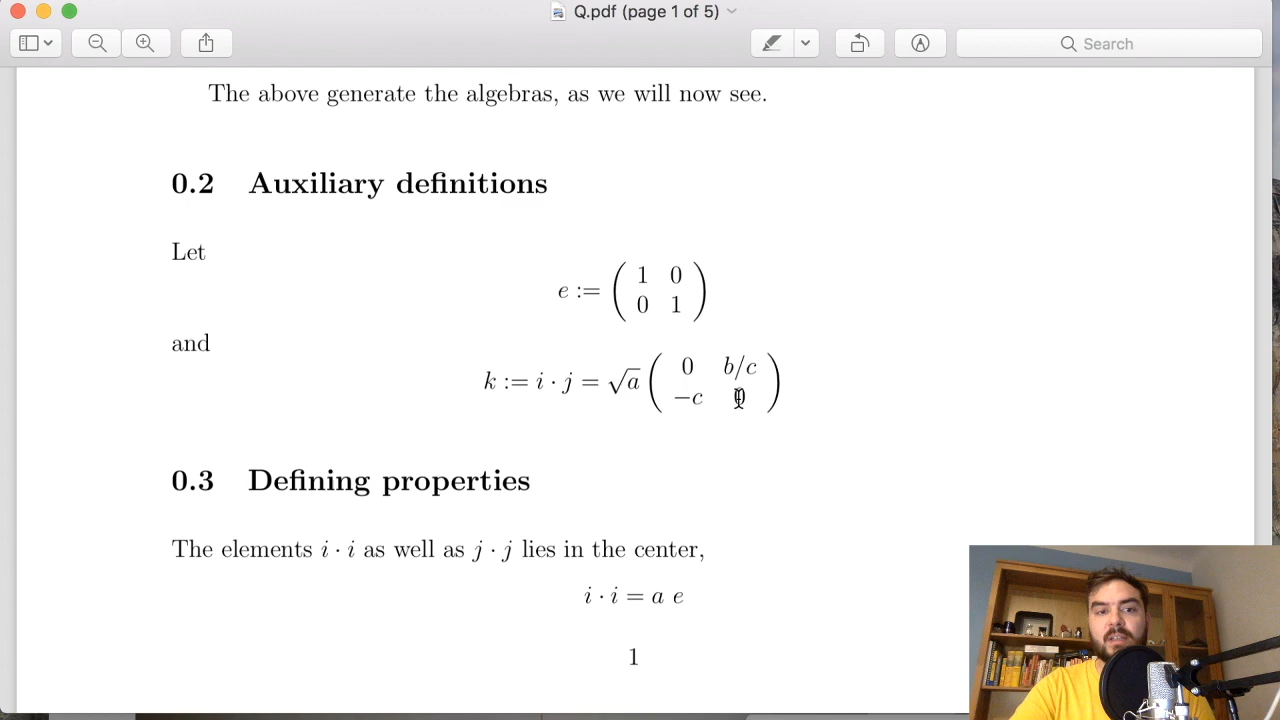 Q.pdf (page 1 of 5)
Search
The above generate the algebras, as we will now see.
0.2 Auxiliary definitions
Let
e := ( 1 0
0 1 )
and
k := i · j = √a ( 0 b/c
−c 0 )
0.3 Defining properties
The elements i · i as well as j · j lies in the center,
i · i = a e
1